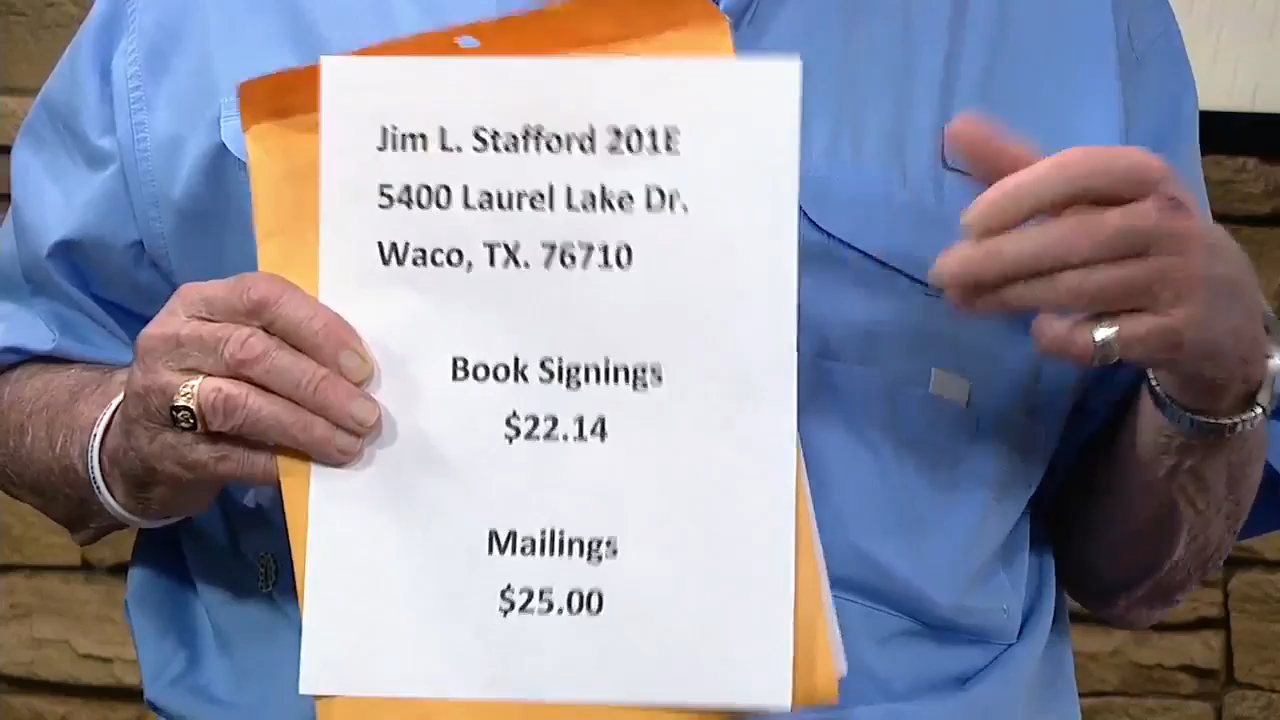 Jim L. Stafford 201E
5400 Laurel Lake Dr.
Waco, TX. 76710
Book Signings
$22.14
Mailings
$25.00